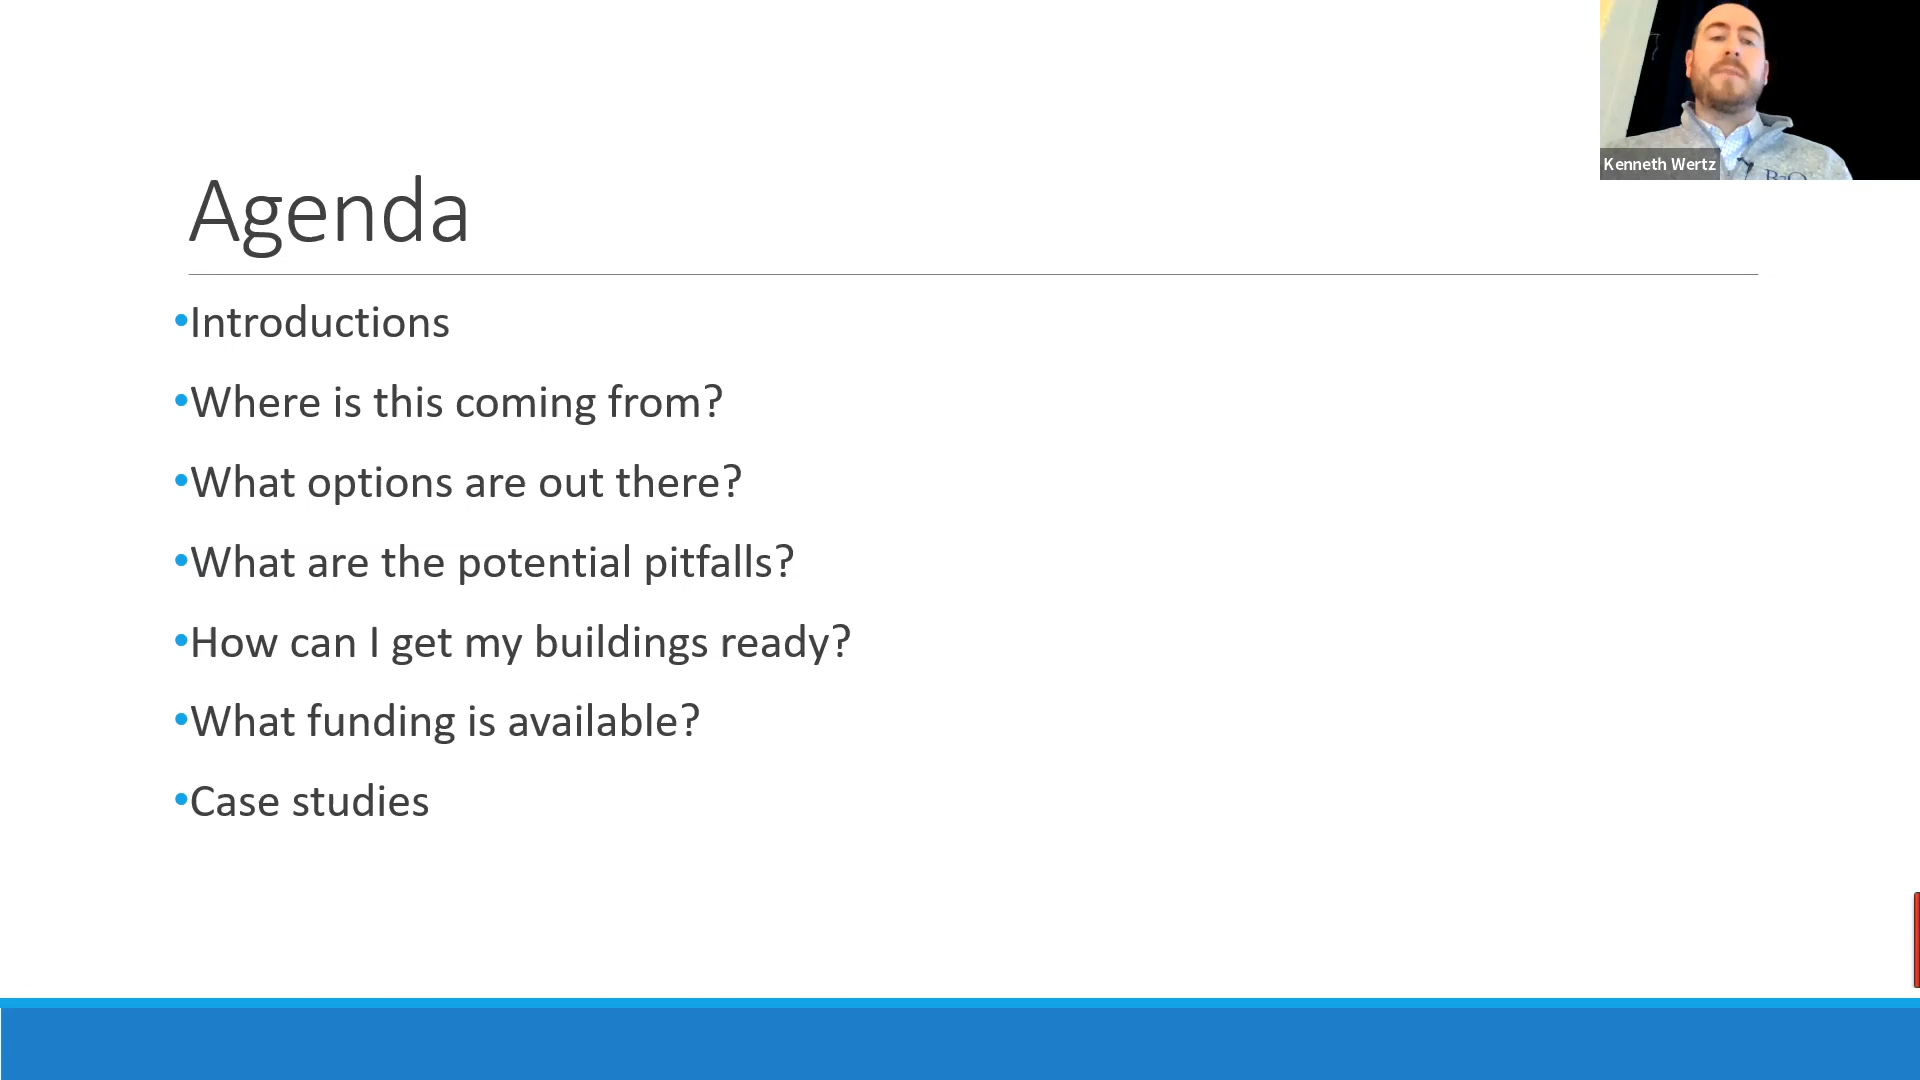 Kenneth Wertz
Agenda
•Introductions
•Where is this coming from?
•What options are out there?
•What are the potential pitfalls?
•How can I get my buildings ready?
•What funding is available?
•Case studies